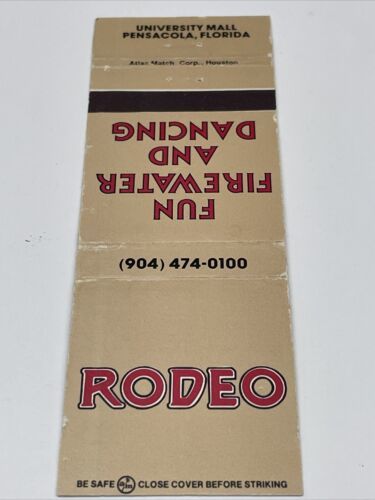 UNIVERSITY MALL
PENSACOLA, FLORIDA
Atlas Match Corp., Houston
FUN
FIREWATER
AND
DANCING
(904) 474-0100
RODEO
BE SAFE CLOSE COVER BEFORE STRIKING